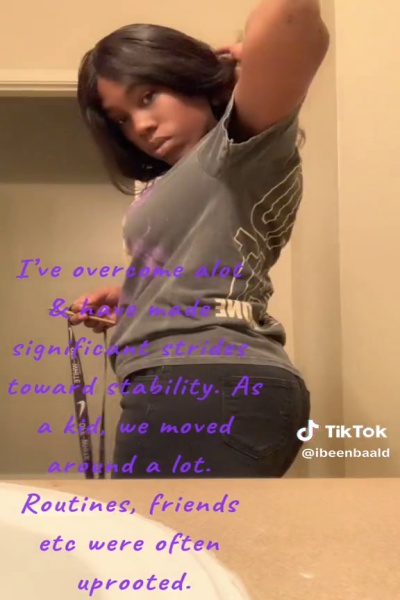 I've overcome alot
& have made
significant strides
toward stability. As
a kid, we moved
around a lot.
Routines, friends
etc were often
uprooted.
TikTok
@ibeenbaald